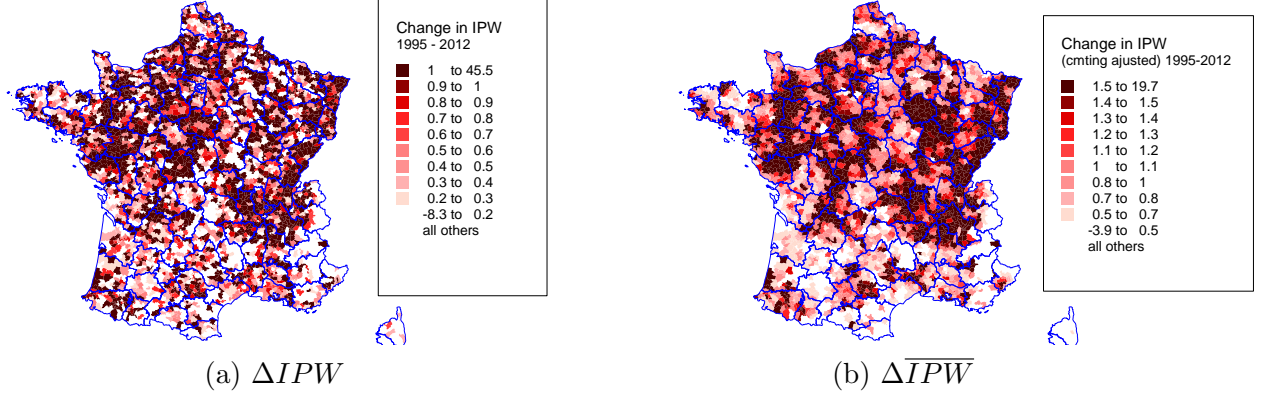 Change in IPW
1995 - 2012
1 to 45.5
0.9 to 1
0.8 to 0.9
0.7 to 0.8
0.6 to 0.7
0.5 to 0.6
0.4 to 0.5
0.3 to 0.4
0.2 to 0.3
-8.3 to 0.2
all others
(a) ΔIPW
Change in IPW
(cmting ajusted) 1995-2012
1.5 to 19.7
1.4 to 1.5
1.3 to 1.4
1.2 to 1.3
1.1 to 1.2
1 to 1.1
0.8 to 1
0.7 to 0.8
0.5 to 0.7
-3.9 to 0.5
all others
(b) Δ\overline{IPW}